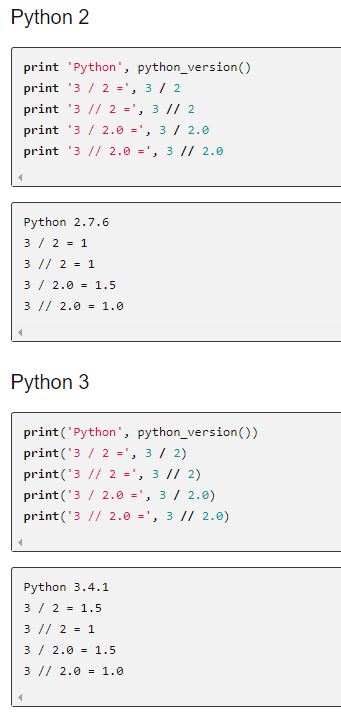 Python 2
print 'Python', python_version()
print '3 / 2 =', 3 / 2
print '3 // 2 =', 3 // 2
print '3 / 2.0 =', 3 / 2.0
print '3 // 2.0 =', 3 // 2.0
Python 2.7.6
3 / 2 = 1
3 // 2 = 1
3 / 2.0 = 1.5
3 // 2.0 = 1.0
Python 3
print('Python', python_version())
print('3 / 2 =', 3 / 2)
print('3 // 2 =', 3 // 2)
print('3 / 2.0 =', 3 / 2.0)
print('3 // 2.0 =', 3 // 2.0)
Python 3.4.1
3 / 2 = 1.5
3 // 2 = 1
3 / 2.0 = 1.5
3 // 2.0 = 1.0